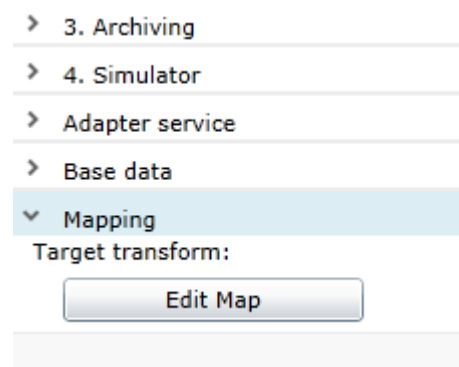 3. Archiving
4. Simulator
Adapter service
Base data
Mapping
Target transform:
Edit Map